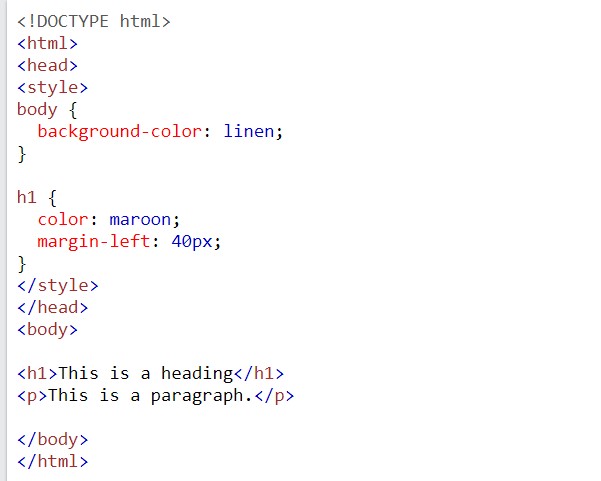 <!DOCTYPE html>
<html>
<head>
<style>
body {
  background-color: linen;
}

h1 {
  color: maroon;
  margin-left: 40px;
}
</style>
</head>
<body>

<h1>This is a heading</h1>
<p>This is a paragraph.</p>

</body>
</html>